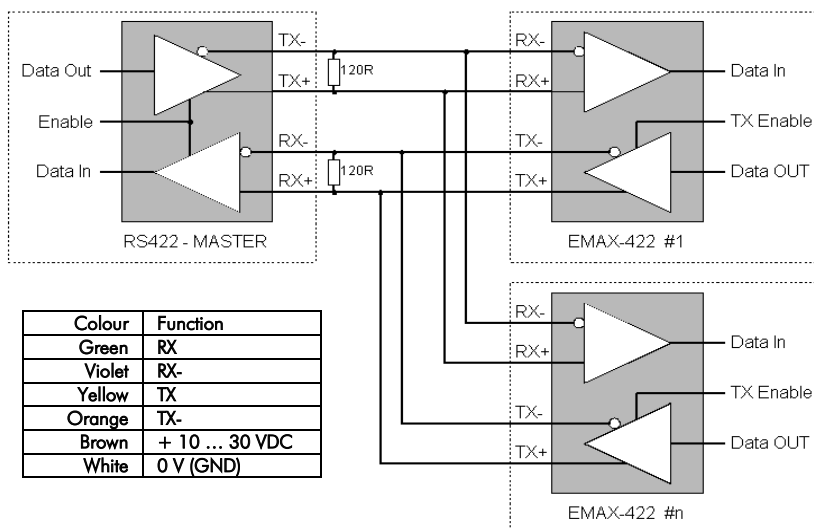 TX- RX-
Data Out 120R Data In
TX+ RX+
Enable TX Enable
RX- TX-
Data In 120R Data OUT
RX+ TX+
RS422 - MASTER EMAX-422 #1
RX-
Colour Function
Green RX
Violet RX-
Yellow TX
Orange TX-
Brown + 10 ... 30 VDC
White 0 V (GND)
Data In
RX+
TX Enable
TX-
Data OUT
TX+
EMAX-422 #n